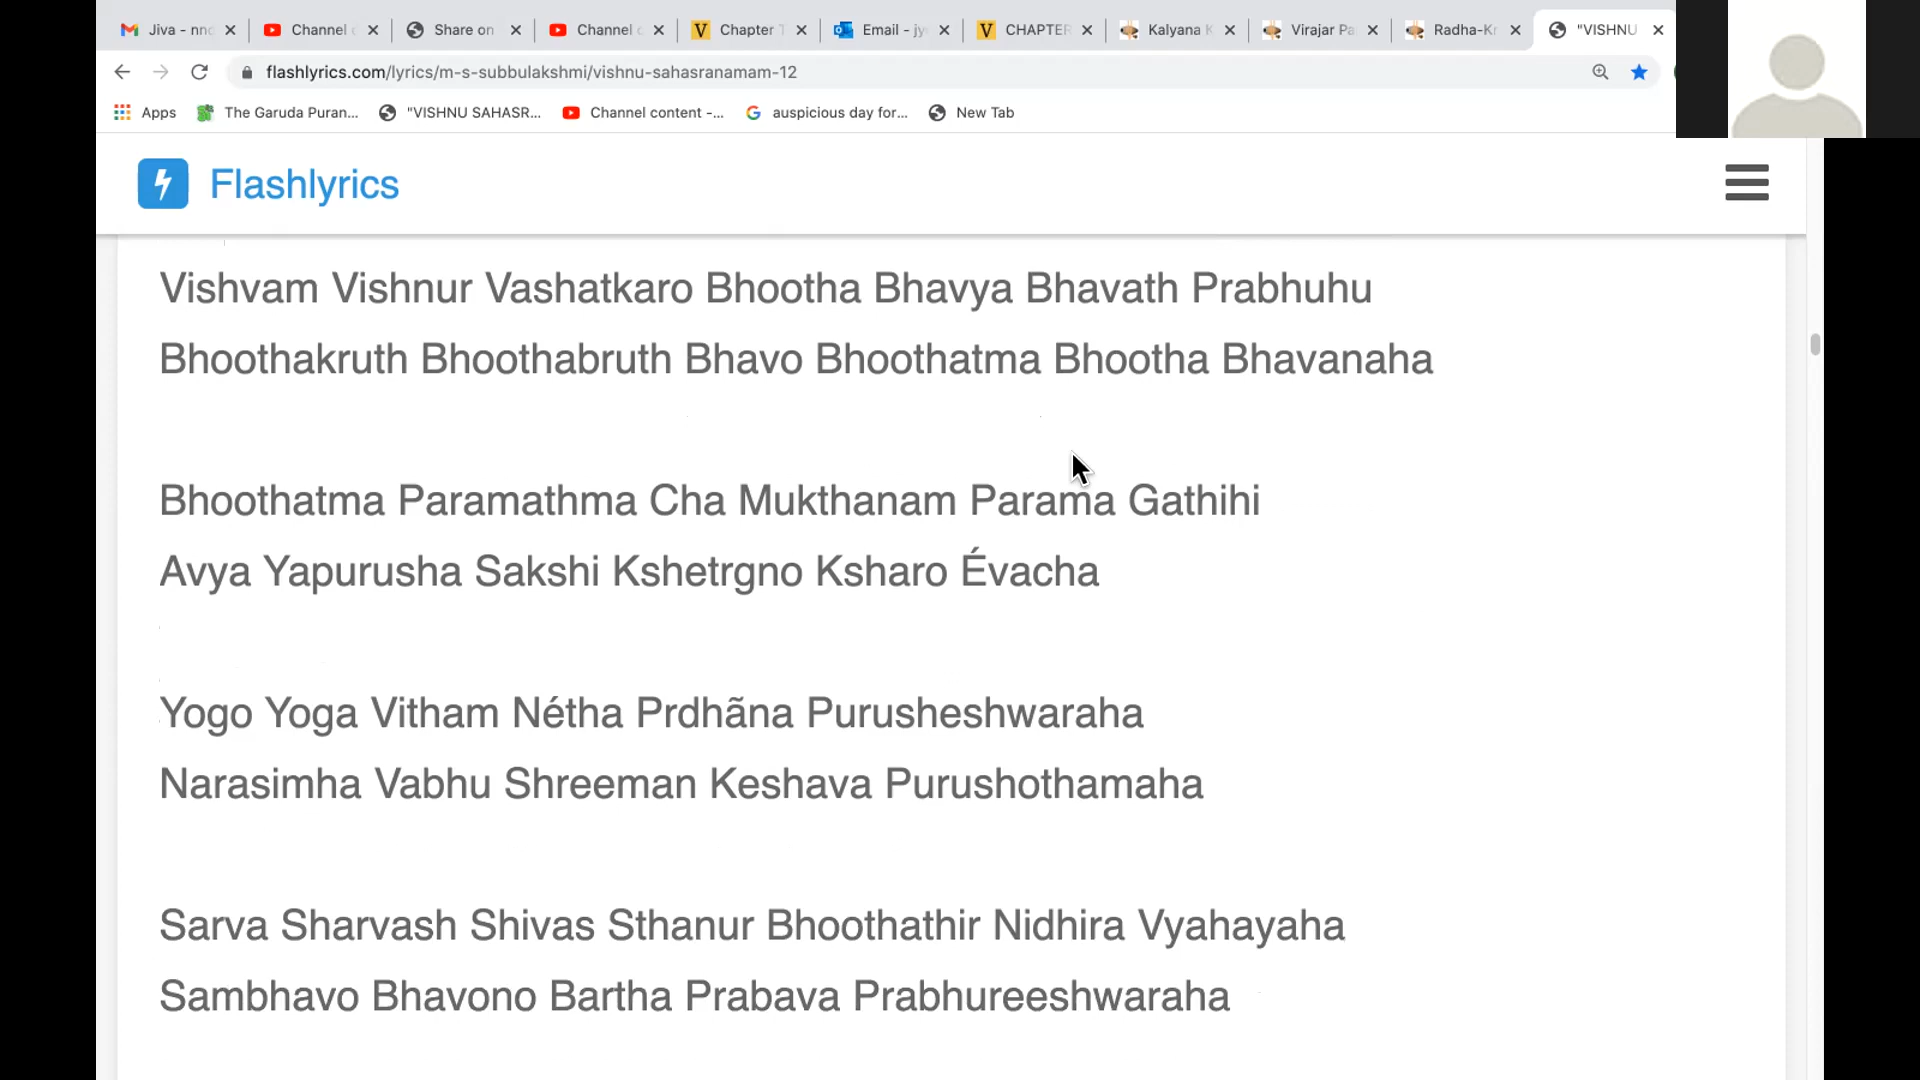 Jiva - nnd
Channel c
Share on
Channel c
Chapter T
Email - jy
CHAPTER
Kalyana K
Virajar Pa
Radha-Kr
"VISHNU
flashlyrics.com/lyrics/m-s-subbulakshmi/vishnu-sahasranamam-12
Apps
The Garuda Puran...
"VISHNU SAHASR...
Channel content -...
auspicious day for...
New Tab
Flashlyrics
Vishvam Vishnur Vashatkaro Bhootha Bhavya Bhavath Prabhuhu
Bhoothakruth Bhoothabruth Bhavo Bhoothatma Bhootha Bhavanaha
Bhoothatma Paramathma Cha Mukthanam Parama Gathihi
Avya Yapurusha Sakshi Kshetrgno Ksharo Évacha
Yogo Yoga Vitham Nétha Prdhãna Purusheshwaraha
Narasimha Vabhu Shreeman Keshava Purushothamaha
Sarva Sharvash Shivas Sthanur Bhoothathir Nidhira Vyahayaha
Sambhavo Bhavono Bartha Prabava Prabhureeshwaraha